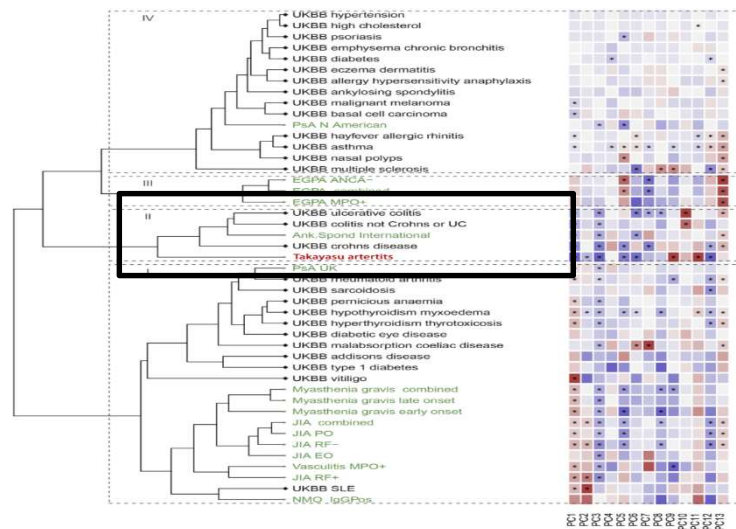 IV
UKBB hypertension
UKBB high cholesterol
UKBB psoriasis
UKBB emphysema chronic bronchitis
UKBB diabetes
UKBB eczema dermatitis
UKBB allergy hypersensitivity anaphylaxis
UKBB ankylosing spondylitis
UKBB malignant melanoma
UKBB basal cell carcinoma
PsA N American
UKBB hayfever allergic rhinitis
UKBB asthma
UKBB nasal polyps
UKBB multiple sclerosis
III
EGPA ANCA−
EGPA combined
EGPA MPO+
II
UKBB ulcerative colitis
UKBB colitis not Crohns or UC
Ank.Spond International
UKBB crohns disease
Takayasu artertits
I
PsA UK
UKBB rheumatoid arthritis
UKBB sarcoidosis
UKBB pernicious anaemia
UKBB hypothyroidism myxoedema
UKBB hyperthyroidism thyrotoxicosis
UKBB diabetic eye disease
UKBB malabsorption coeliac disease
UKBB addisons disease
UKBB type 1 diabetes
UKBB vitiligo
Myasthenia gravis combined
Myasthenia gravis late onset
Myasthenia gravis early onset
JIA combined
JIA PO
JIA RF−
JIA EO
Vasculitis MPO+
JIA RF+
UKBB SLE
NMO IgGPos
PC1 PC2 PC3 PC4 PC5 PC6 PC7 PC8 PC9 PC10 PC11 PC12 PC13